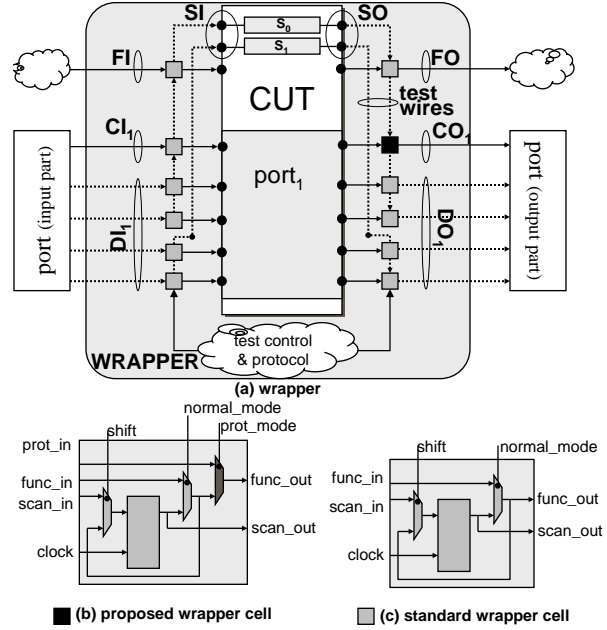 SI
SO
S0
S1
FI
FO
CUT
test
wires
CI1
CO1
port (input part)
port1
port (output part)
DI1
DO1
test control
& protocol
WRAPPER
(a) wrapper
shift
normal_mode
prot_mode
prot_in
func_in
scan_in
func_out
scan_out
clock
shift
normal_mode
func_in
scan_in
func_out
scan_out
clock
(b) proposed wrapper cell
(c) standard wrapper cell